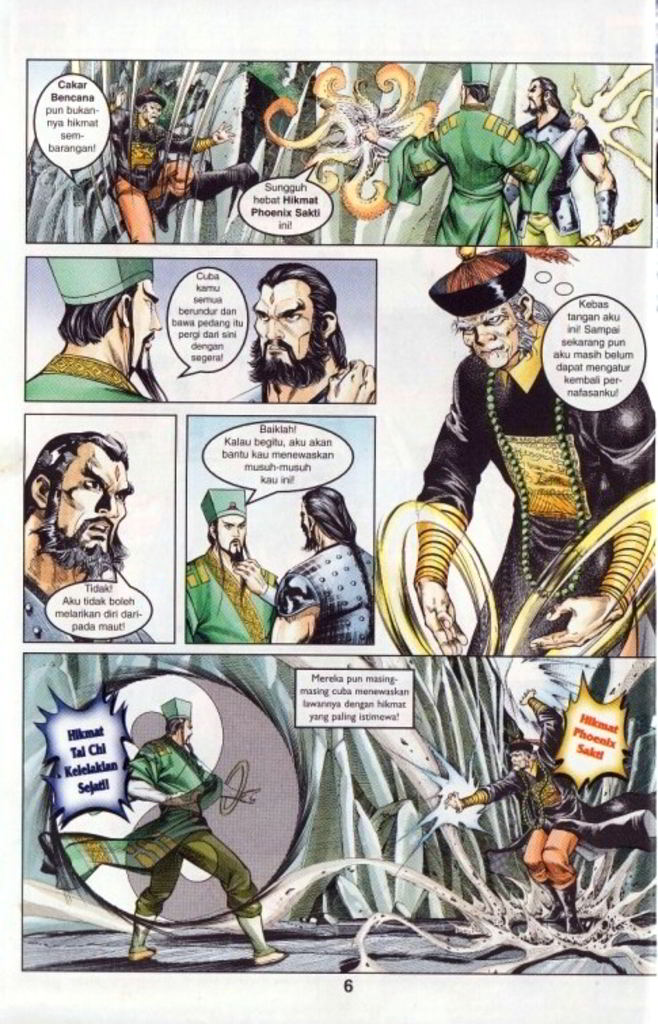 Cakar
Bencana
pun bukan-
nya hikmat
sem-
barangan!
Sungguh
hebat Hikmat
Phoenix Sakti
ini!
Cuba
kamu
semua
berundur dan
bawa pedang itu
pergi dari sini
dengan
segera!
Kebas
tangan aku
ini! Sampai
sekarang pun
aku masih belum
dapat mengatur
kembali per-
nafasanku!
Tidak!
Aku tidak boleh
melarikan diri dari-
pada maut!
Baiklah!
Kalau begitu, aku akan
bantu kau menewaskan
musuh-musuh
kau ini!
Hikmat
Tai Chi
Kelelakian
Sejati!
Mereka pun masing-
masing cuba menewaskan
lawannya dengan hikmat
yang paling istimewa!
Hikmat
Phoenix
Sakti
6